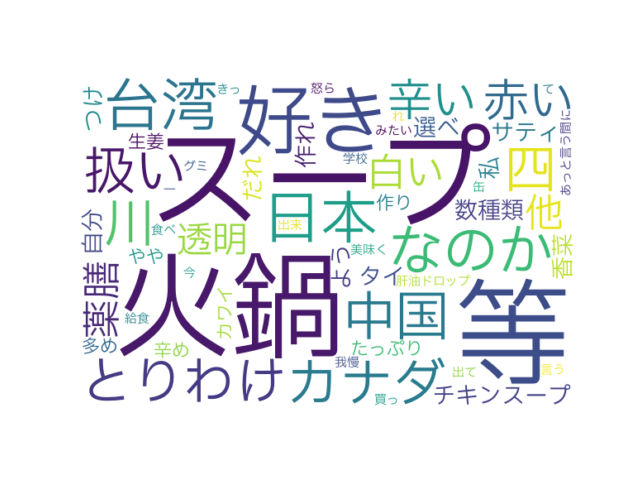 きっ
怒ら
れ
て
台湾
好き
辛い
赤い
つけ
みたい
選べ
サティ
あっと言う間に
生姜
作れ
スープ
グミ
学校
扱い
だれ
白い
私
四
一
日本
缶
川
作り
数種類
他
自分
食べ
透明
出来
美味く
なのか
香菜
やや
よう
タイ
火鍋
今
肝油ドロップ
等
薬膳
カワイ
給食
中国
多め
辛め
たっぷり
我慢
出て
言う
とりわけ
カナダ
買っ
チキンスープ